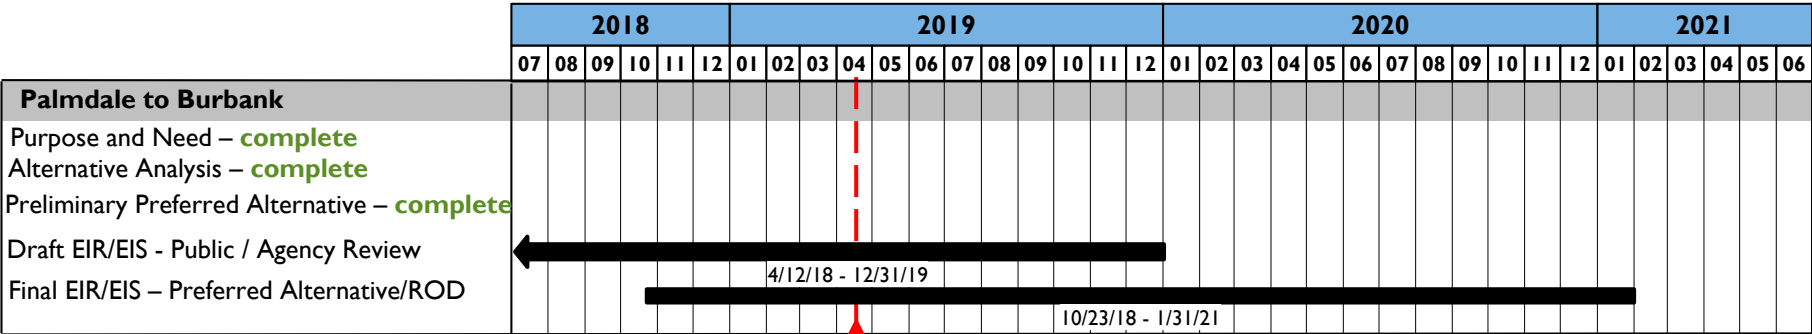 2018 2019 2020 2021
07 08 09 10 11 12 01 02 03 04 05 06 07 08 09 10 11 12 01 02 03 04 05 06 07 08 09 10 11 12 01 02 03 04 05 06
Palmdale to Burbank
Purpose and Need – complete
Alternative Analysis – complete
Preliminary Preferred Alternative – complete
Draft EIR/EIS - Public / Agency Review
4/12/18 - 12/31/19
Final EIR/EIS – Preferred Alternative/ROD
10/23/18 - 1/31/21